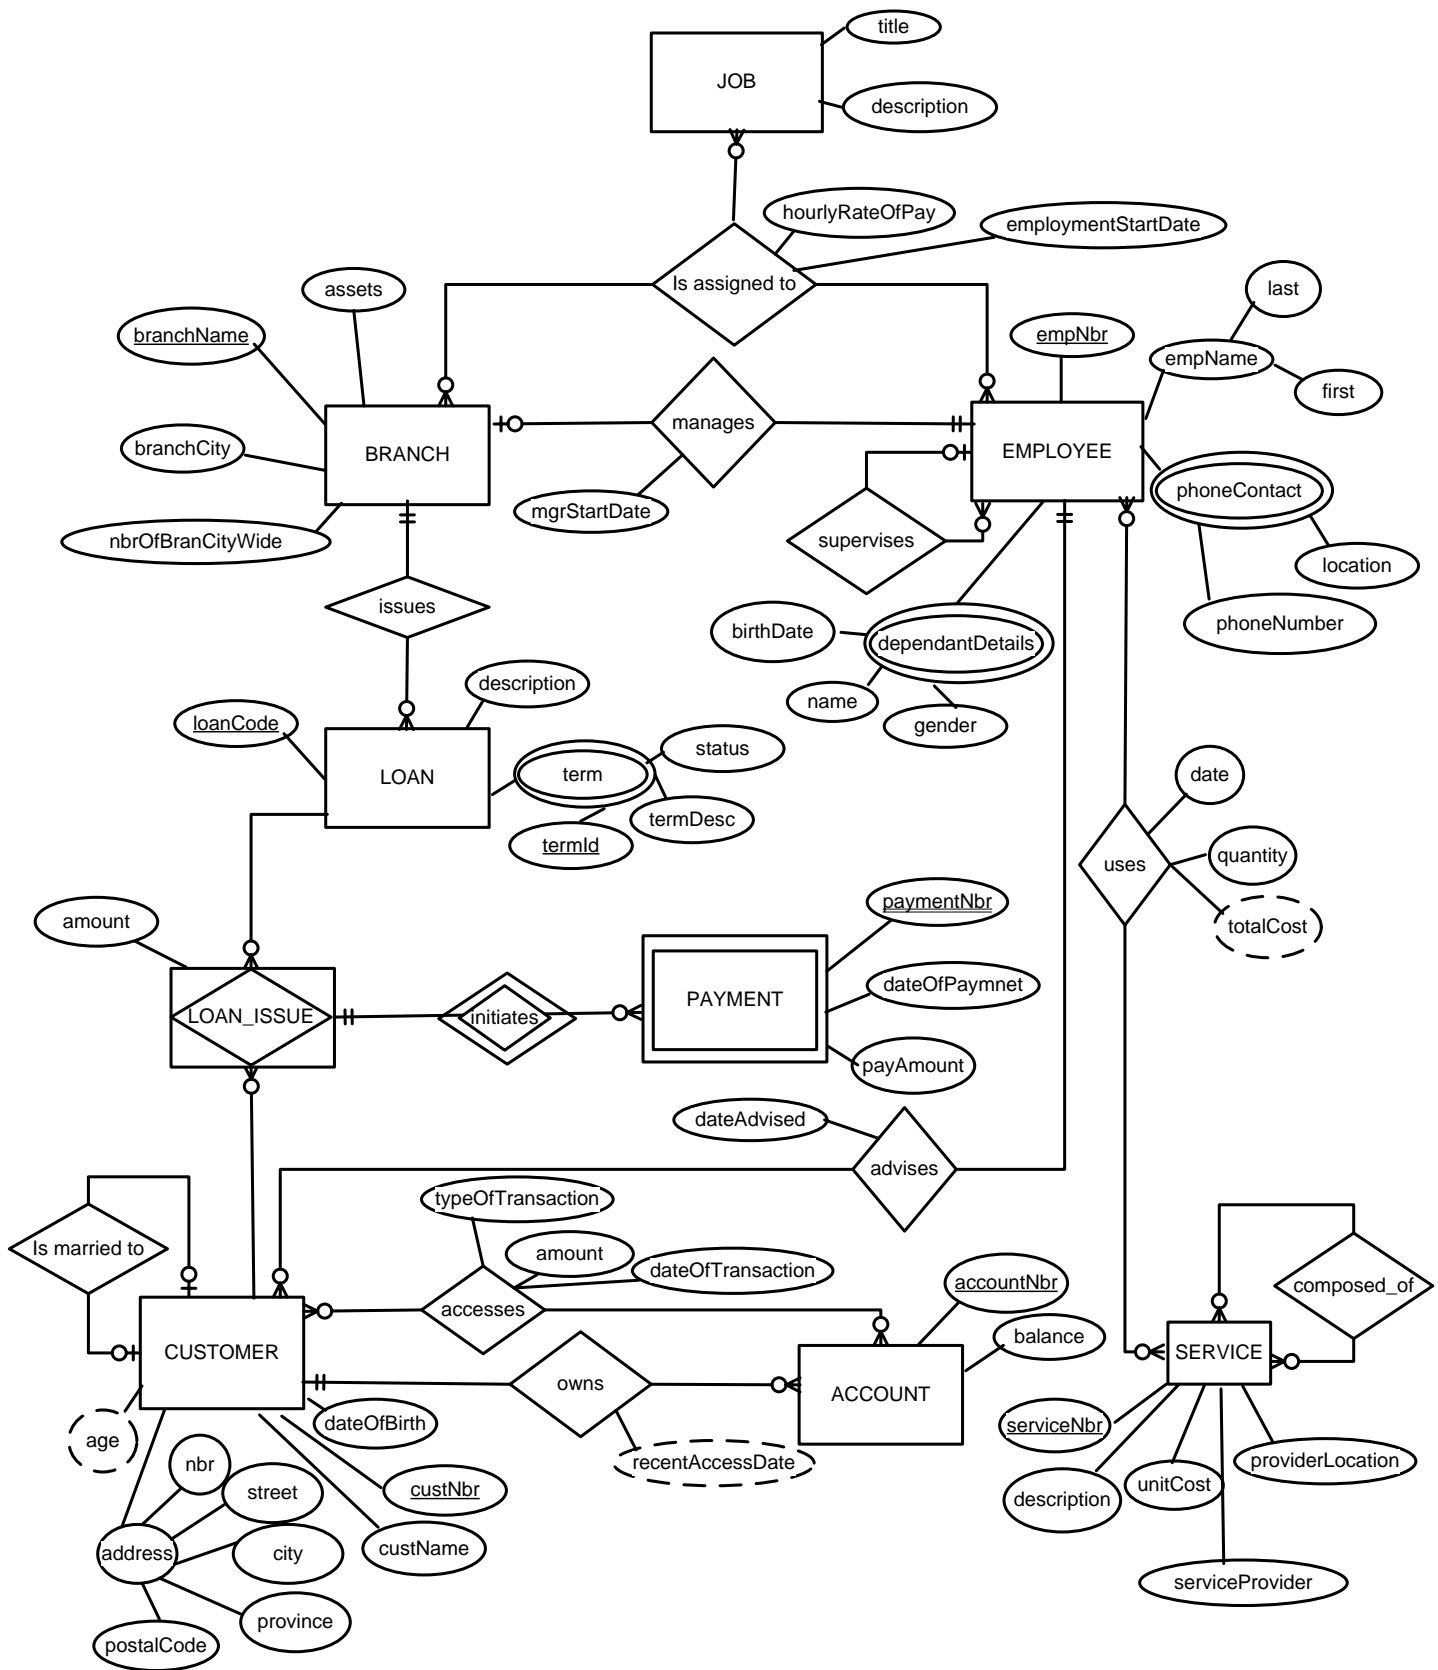 title
JOB
description
hourlyRateOfPay
employmentStartDate
Is assigned to
assets
last
branchName
empNbr
empName
first
manages
branchCity
BRANCH
EMPLOYEE
phoneContact
mgrStartDate
nbrOfBranCityWide
supervises
location
issues
phoneNumber
birthDate
dependantDetails
description
name
loanCode
gender
status
LOAN
term
date
termDesc
termId
quantity
uses
paymentNbr
amount
totalCost
dateOfPaymnet
PAYMENT
LOAN_ISSUE
initiates
payAmount
dateAdvised
advises
typeOfTransaction
Is married to
amount
dateOfTransaction
accountNbr
composed_of
accesses
balance
CUSTOMER
SERVICE
owns
ACCOUNT
dateOfBirth
serviceNbr
age
nbr
recentAccessDate
providerLocation
unitCost
custNbr
street
description
custName
address
city
serviceProvider
province
postalCode